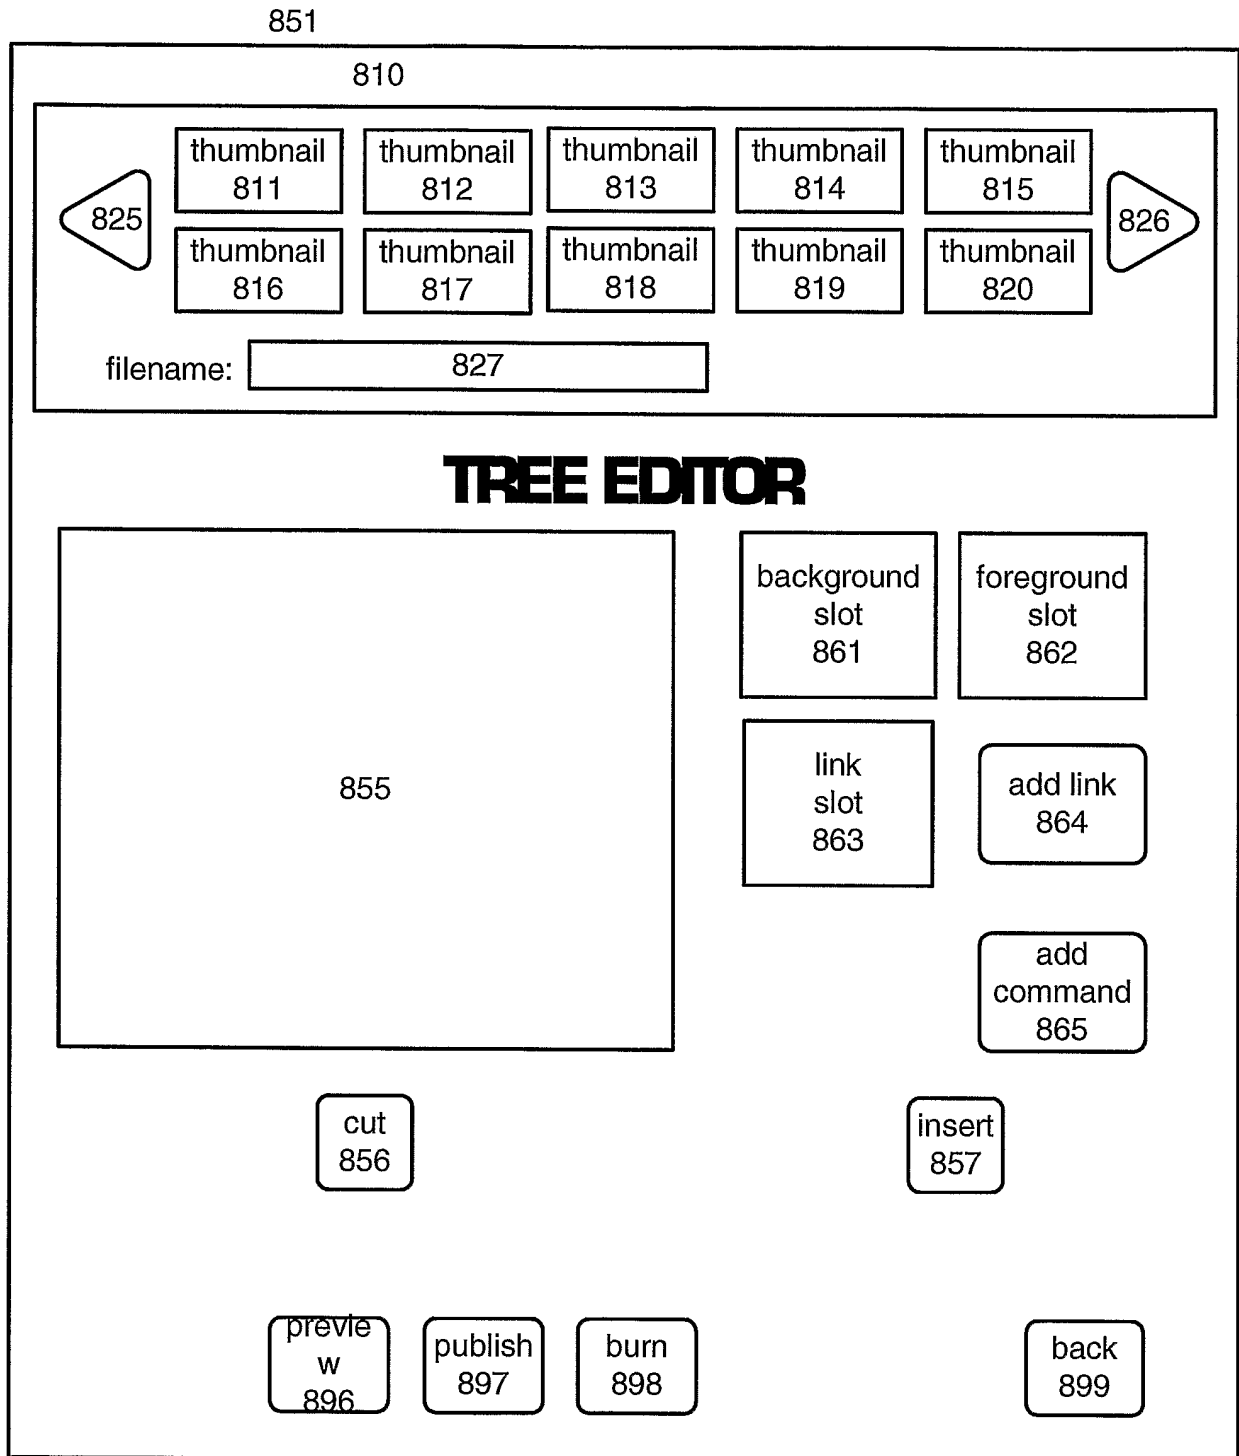 851
810
thumbnail
811
thumbnail
812
thumbnail
813
thumbnail
814
thumbnail
815
825
826
thumbnail
816
thumbnail
817
thumbnail
818
thumbnail
819
thumbnail
820
filename:
827
TREE EDITOR
855
background
slot
861
foreground
slot
862
link
slot
863
add link
864
add
command
865
cut
856
insert
857
previe
w
896
publish
897
burn
898
back
899